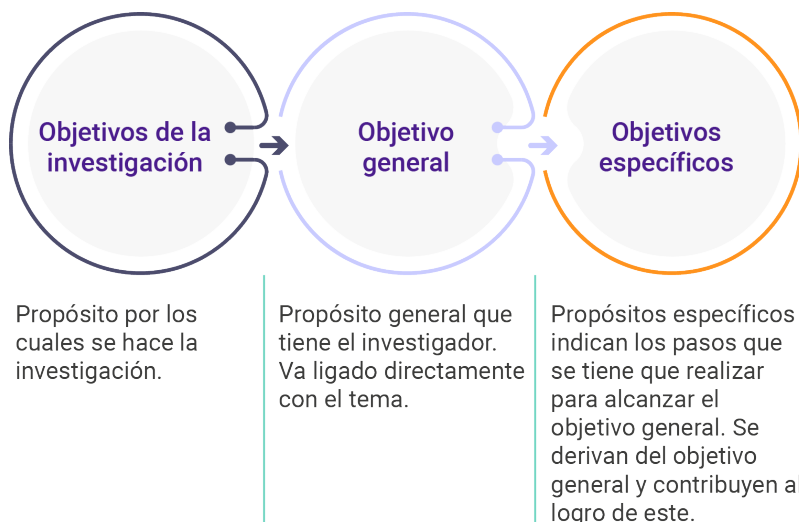 Objetivos de la
investigación
Objetivo
general
Objetivos
específicos
Propósito por los
cuales se hace la
investigación.
Propósito general que
tiene el investigador.
Va ligado directamente
con el tema.
Propósitos específicos
indican los pasos que
se tiene que realizar
para alcanzar el
objetivo general. Se
derivan del objetivo
general y contribuyen al
logro de este.